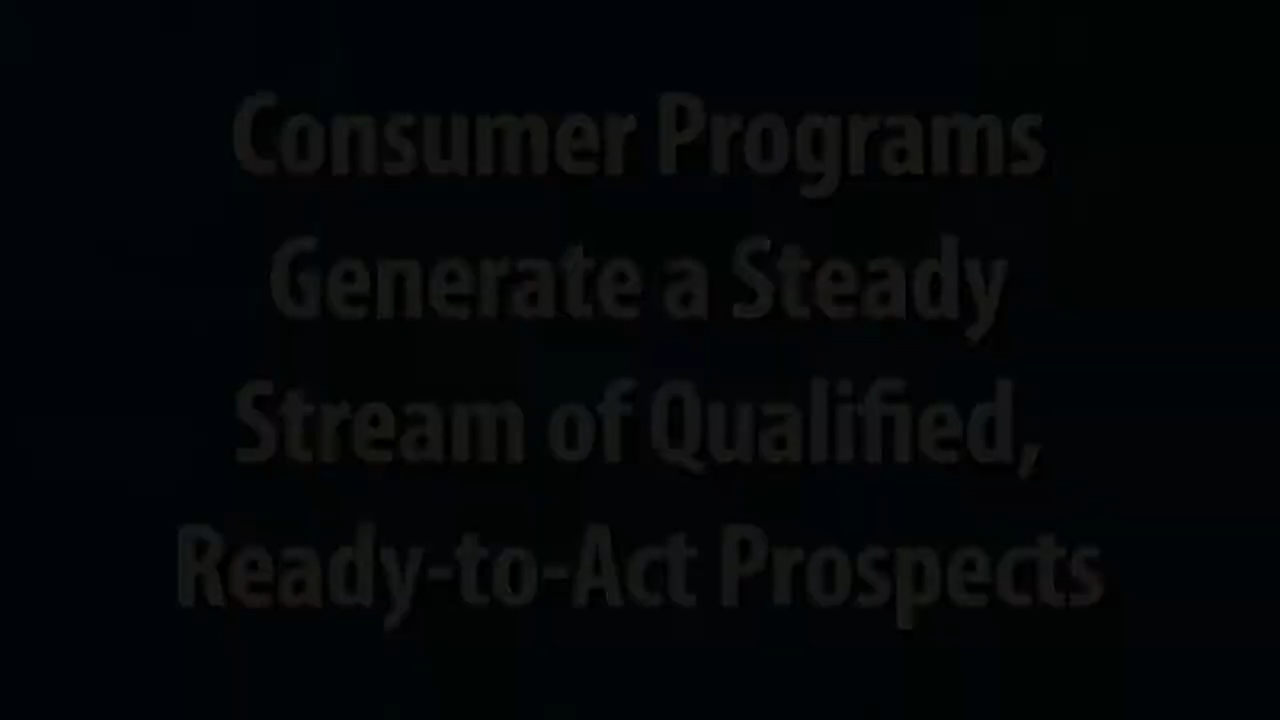 Consumer Programs
Generate a Steady
Stream of Qualified,
Ready-to-Act Prospects